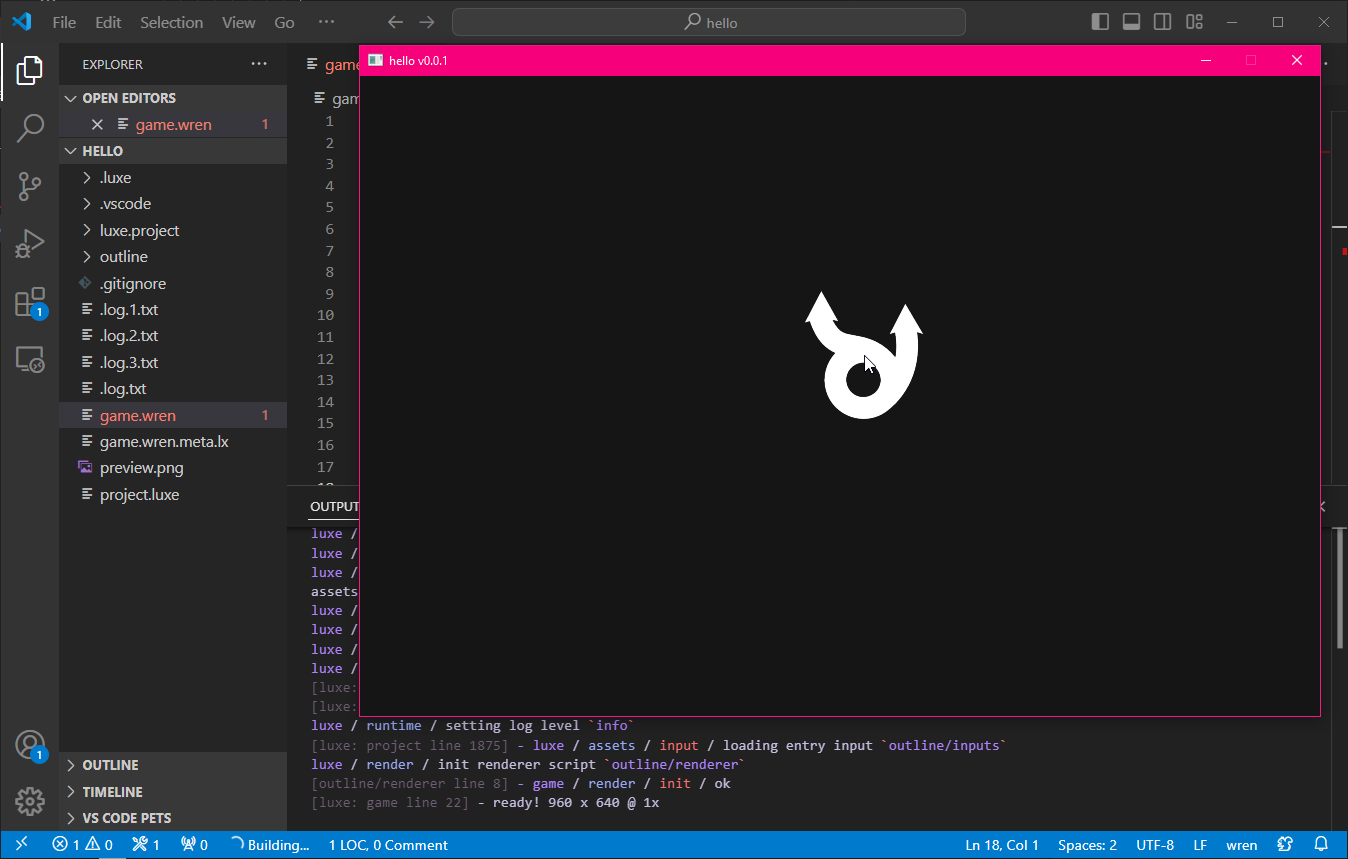 File Edit Selection View Go ··· hello
EXPLORER ···
OPEN EDITORS
game.wren 1
HELLO
.luxe
.vscode
luxe.project
outline
.gitignore
.log.1.txt
.log.2.txt
.log.3.txt
.log.txt
game.wren 1
game.wren.meta.lx
preview.png
project.luxe
OUTLINE
TIMELINE
VS CODE PETS
1
1
game
gam
1
2
3
4
5
6
7
8
9
10
11
12
13
14
15
16
17
hello v0.0.1
OUTPUT
luxe /
luxe /
luxe /
assets
luxe /
luxe /
luxe /
luxe /
[luxe:
[luxe:
luxe / runtime / setting log level `info`
[luxe: project line 1875] - luxe / assets / input / loading entry input `outline/inputs`
luxe / render / init renderer script `outline/renderer`
[outline/renderer line 8] - game / render / init / ok
[luxe: game line 22] - ready! 960 x 640 @ 1x
1 0 1 0 Building... 1 LOC, 0 Comment Ln 18, Col 1 Spaces: 2 UTF-8 LF wren